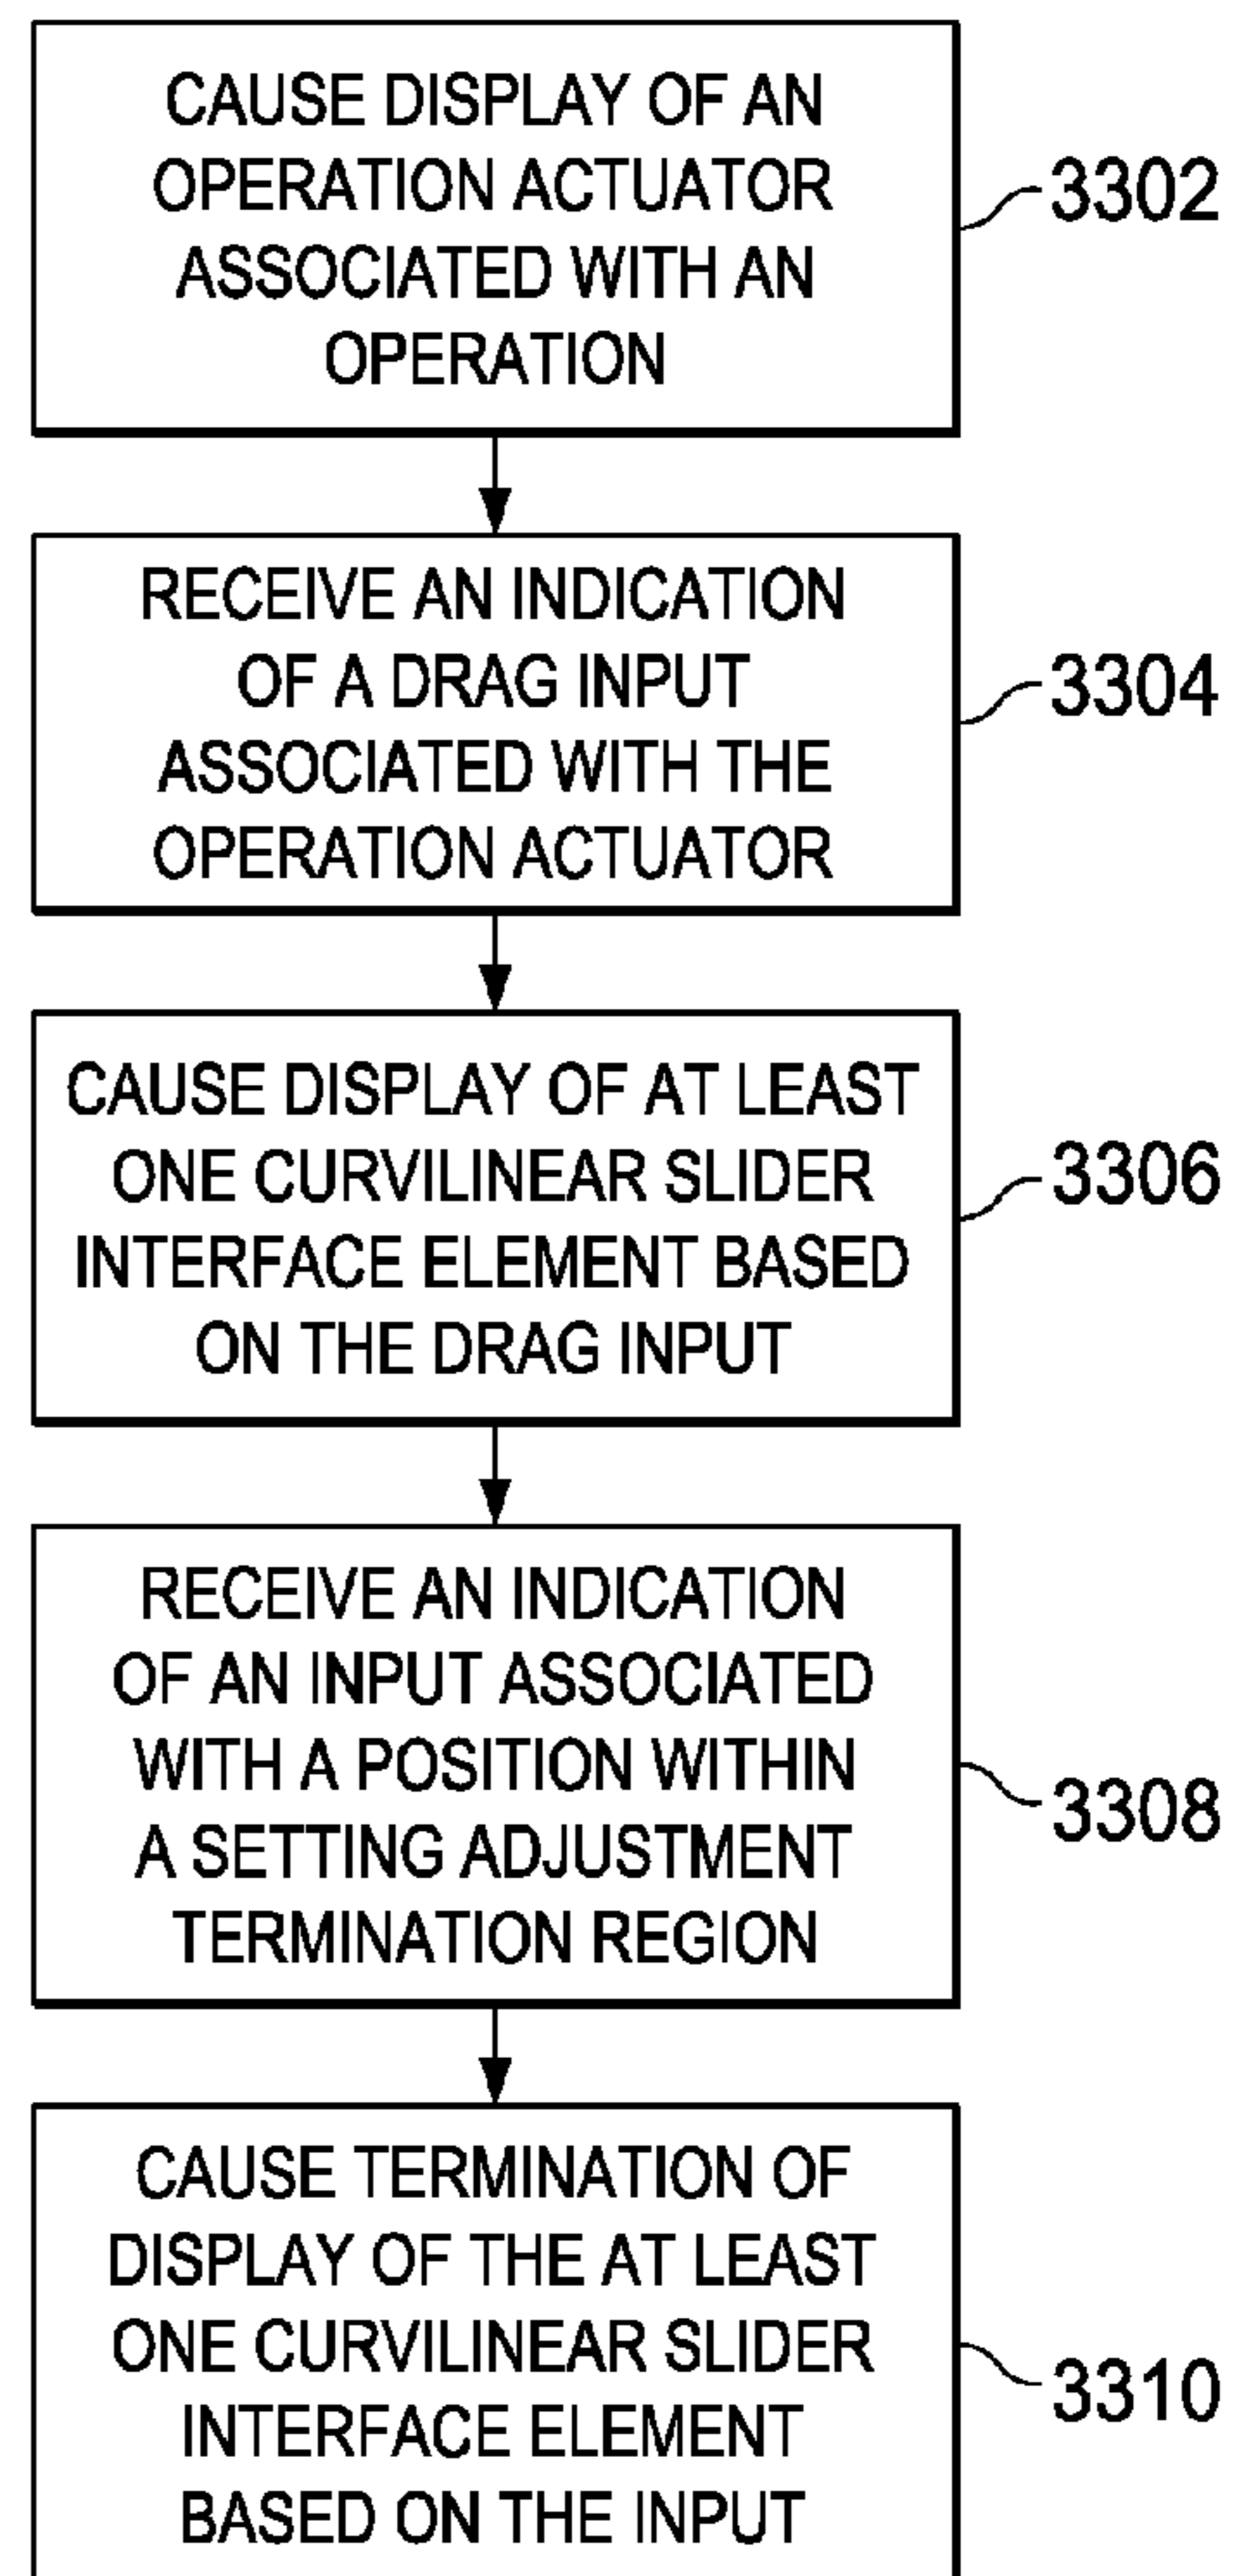 CAUSE DISPLAY OF AN
OPERATION ACTUATOR
ASSOCIATED WITH AN
OPERATION
3302
RECEIVE AN INDICATION
OF A DRAG INPUT
ASSOCIATED WITH THE
OPERATION ACTUATOR
3304
CAUSE DISPLAY OF AT LEAST
ONE CURVILINEAR SLIDER
INTERFACE ELEMENT BASED
ON THE DRAG INPUT
3306
RECEIVE AN INDICATION
OF AN INPUT ASSOCIATED
WITH A POSITION WITHIN
A SETTING ADJUSTMENT
TERMINATION REGION
3308
CAUSE TERMINATION OF
DISPLAY OF THE AT LEAST
ONE CURVILINEAR SLIDER
INTERFACE ELEMENT
BASED ON THE INPUT
3310